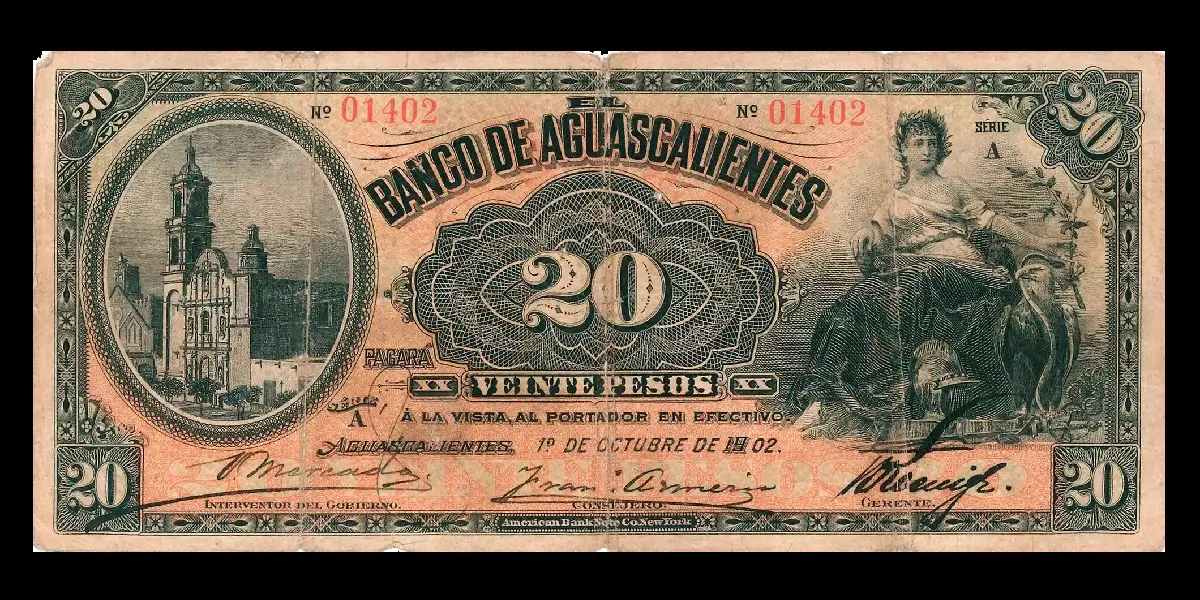 20
20
Nº 01402
Nº 01402
SÉRIE
A
EL
BANCO DE AGUASCALIENTES
20
PAGARÁ
XX VEINTE PESOS XX
Série
A
Á LA VISTA, AL PORTADOR EN EFECTIVO
AGUASCALIENTES, 1º DE OCTUBRE DE 1902.
20
20
INTERVENTOR DEL GOBIERNO.
CONSEJERO.
GERENTE.
American Bank Note Co. New York